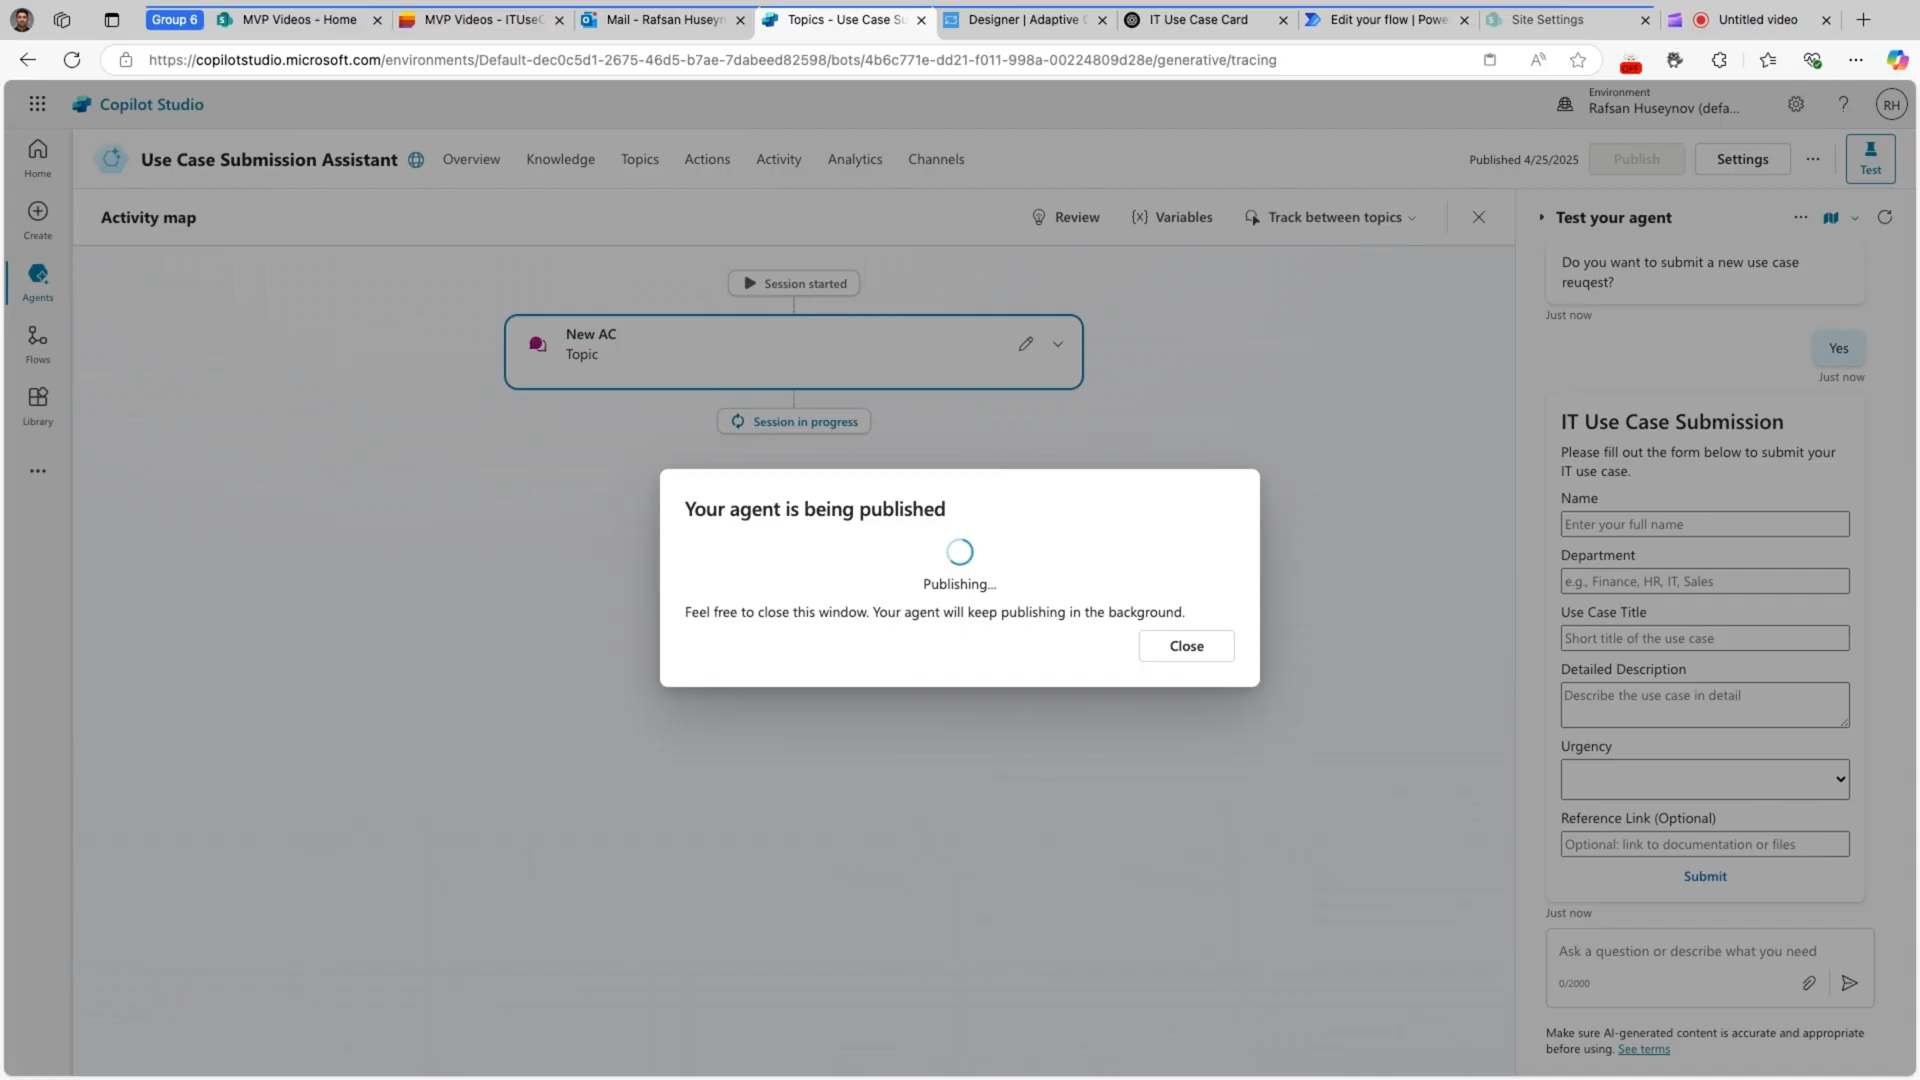 Group 6
MVP Videos - Home
MVP Videos - ITUseC
Mail - Rafsan Huseyn
Topics - Use Case Su
Designer | Adaptive C
IT Use Case Card
Edit your flow | Powe
Site Settings
Untitled video
https://copilotstudio.microsoft.com/environments/Default-dec0c5d1-2675-46d5-b7ae-7dabeed82598/bots/4b6c771e-dd21-f011-998a-00224809d28e/generative/tracing
OFF
Copilot Studio
Environment
Rafsan Huseynov (defa...
RH
Home
Create
Agents
Flows
Library
Use Case Submission Assistant
Overview
Knowledge
Topics
Actions
Activity
Analytics
Channels
Published 4/25/2025
Publish
Settings
Test
Activity map
Review
{x} Variables
Track between topics
Session started
New AC
Topic
Session in progress
Your agent is being published
Publishing...
Feel free to close this window. Your agent will keep publishing in the background.
Close
Test your agent
Do you want to submit a new use case
reuqest?
Just now
Yes
Just now
IT Use Case Submission
Please fill out the form below to submit your
IT use case.
Name
Enter your full name
Department
e.g., Finance, HR, IT, Sales
Use Case Title
Short title of the use case
Detailed Description
Describe the use case in detail
Urgency
Reference Link (Optional)
Optional: link to documentation or files
Submit
Just now
Ask a question or describe what you need
0/2000
Make sure AI-generated content is accurate and appropriate
before using. See terms